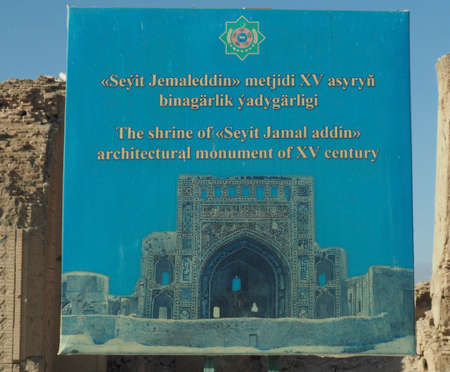 «Seýit Jemaleddin» metjidi XV asyryň
binagärlik ýadygärligi
The shrine of «Seyit Jamal addin»
architectural monument of XV century